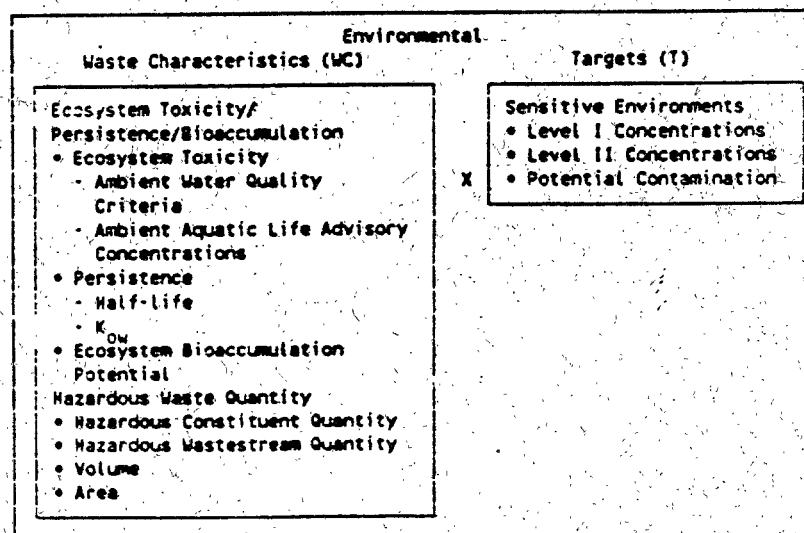 Environmental
Waste Characteristics (WC)
Targets (T)
Ecosystem Toxicity/
Persistence/Bioaccumulation
• Ecosystem Toxicity
- Ambient Water Quality
Criteria
- Ambient Aquatic Life Advisory
Concentrations
• Persistence
- Half-life
- Kow
• Ecosystem Bioaccumulation
Potential
Hazardous Waste Quantity
• Hazardous Constituent Quantity
• Hazardous Wastestream Quantity
• Volume
• Area
X
Sensitive Environments
• Level I Concentrations
• Level II Concentrations
• Potential Contamination